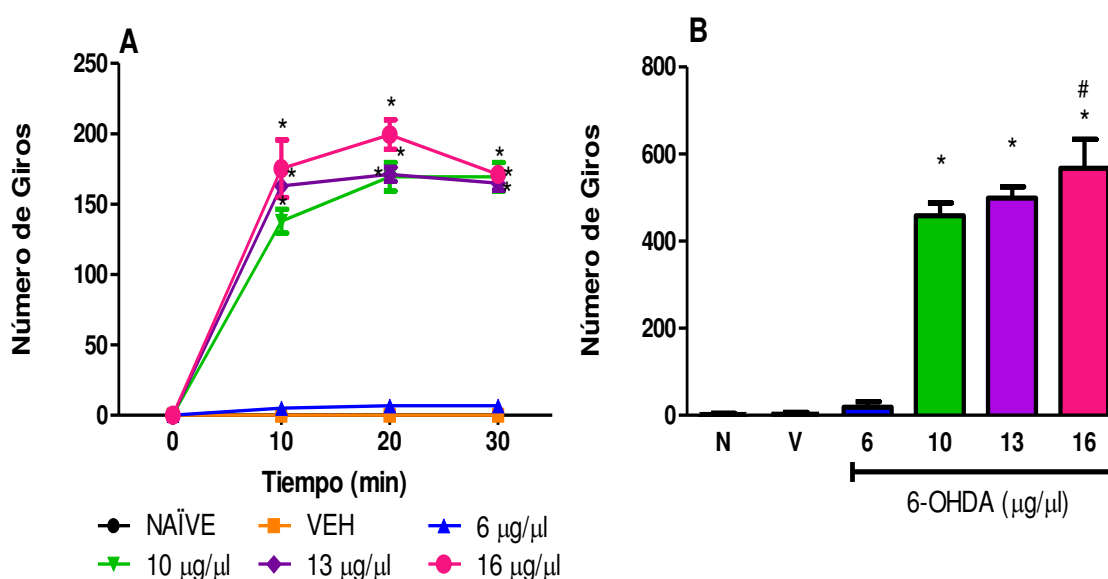 A
Número de Giros
250
200
150
100
50
0
* * *
* * * *
* *
0 10 20 30
Tiempo (min)
NAÏVE VEH 6 µg/µl
10 µg/µl 13 µg/µl 16 µg/µl
B
Número de Giros
800
600
400
200
0
#
* * *
N V 6 10 13 16
6-OHDA (µg/µl)